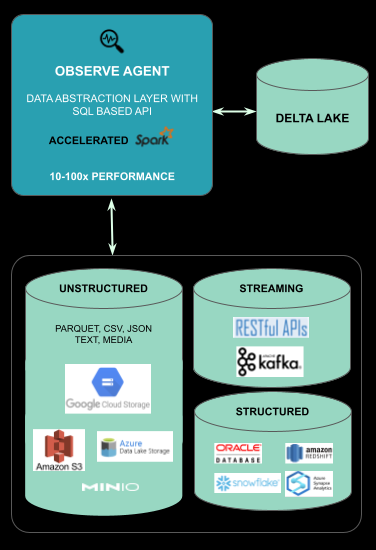 OBSERVE AGENT
DATA ABSTRACTION LAYER WITH
SQL BASED API
ACCELERATED Spark
10-100x PERFORMANCE
DELTA LAKE
UNSTRUCTURED
PARQUET, CSV, JSON
TEXT, MEDIA
Google Cloud Storage
Amazon S3
Azure
Data Lake Storage
MINIO
STREAMING
RESTful APIs
kafka
STRUCTURED
ORACLE
DATABASE
amazon
REDSHIFT
snowflake
Azure
Synapse
Analytics